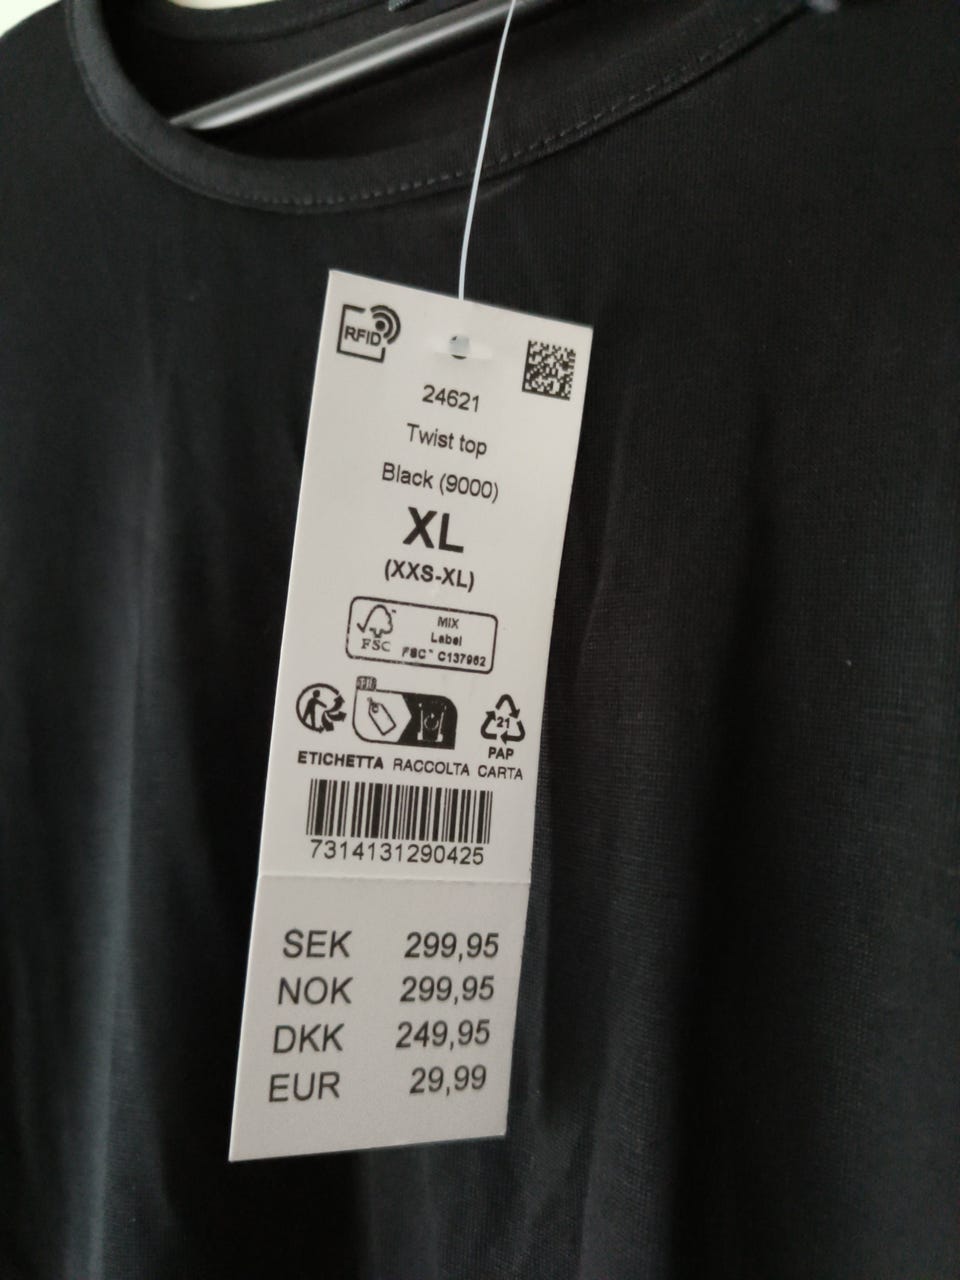 RFID
24621
Twist top
Black (9000)
XL
(XXS-XL)
FSC
MIX
Label
FSC™ C137962
21
PAP
ETICHETTA RACCOLTA CARTA
7314131290425
SEK 299,95
NOK 299,95
DKK 249,95
EUR 29,99